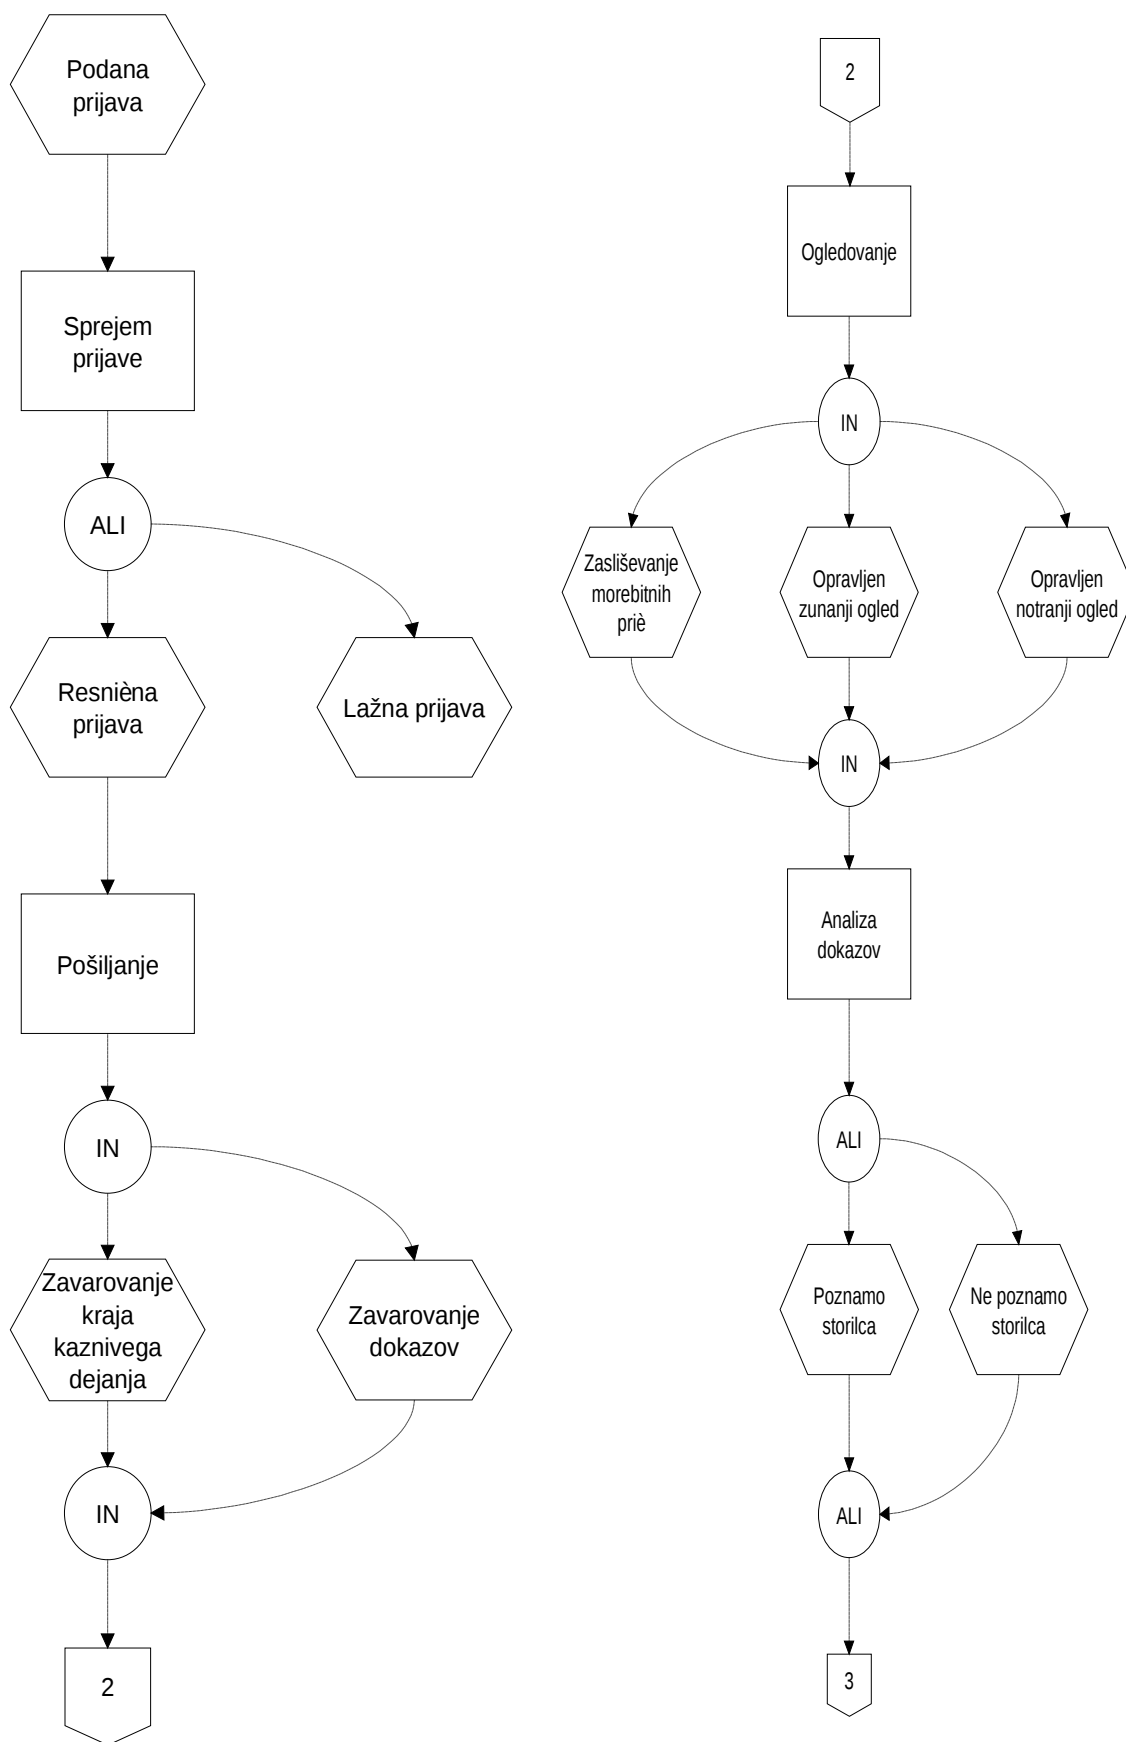 Podana
prijava
Sprejem
prijave
ALI
Resnièna
prijava
Lažna prijava
Pošiljanje
IN
Zavarovanje
kraja
kaznivega
dejanja
Zavarovanje
dokazov
IN
2
2
Ogledovanje
IN
Zasliševanje
morebitnih
priè
Opravljen
zunanji ogled
Opravljen
notranji ogled
IN
Analiza
dokazov
ALI
Poznamo
storilca
Ne poznamo
storilca
ALI
3